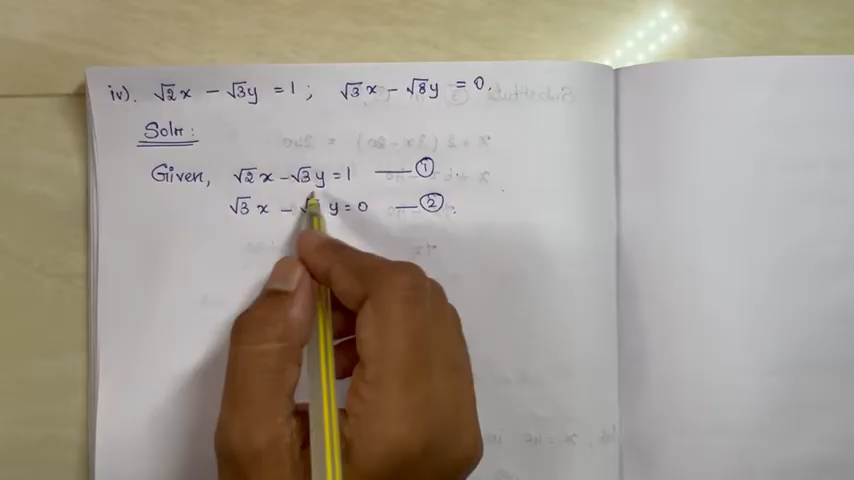 iv). √2x − √3y = 1 ; √3x − √8y = 0.
Soln:
Given, √2x − √3y = 1 —— ①
√3x − √ y = 0 —— ②